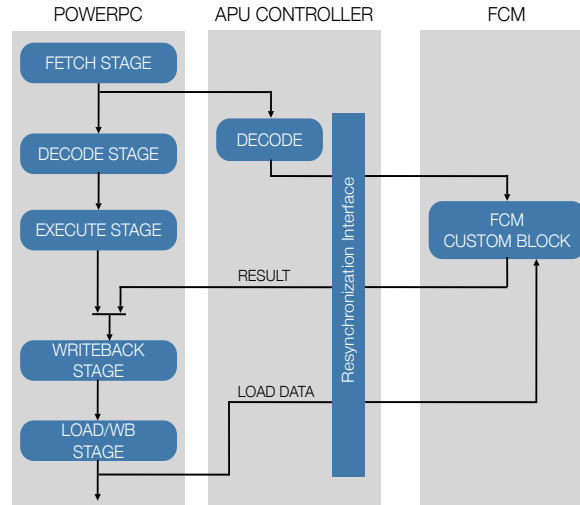 POWERPC
APU CONTROLLER
FCM
FETCH STAGE
DECODE STAGE
DECODE
EXECUTE STAGE
FCM
CUSTOM BLOCK
Resynchronization Interface
RESULT
WRITEBACK
STAGE
LOAD DATA
LOAD/WB
STAGE